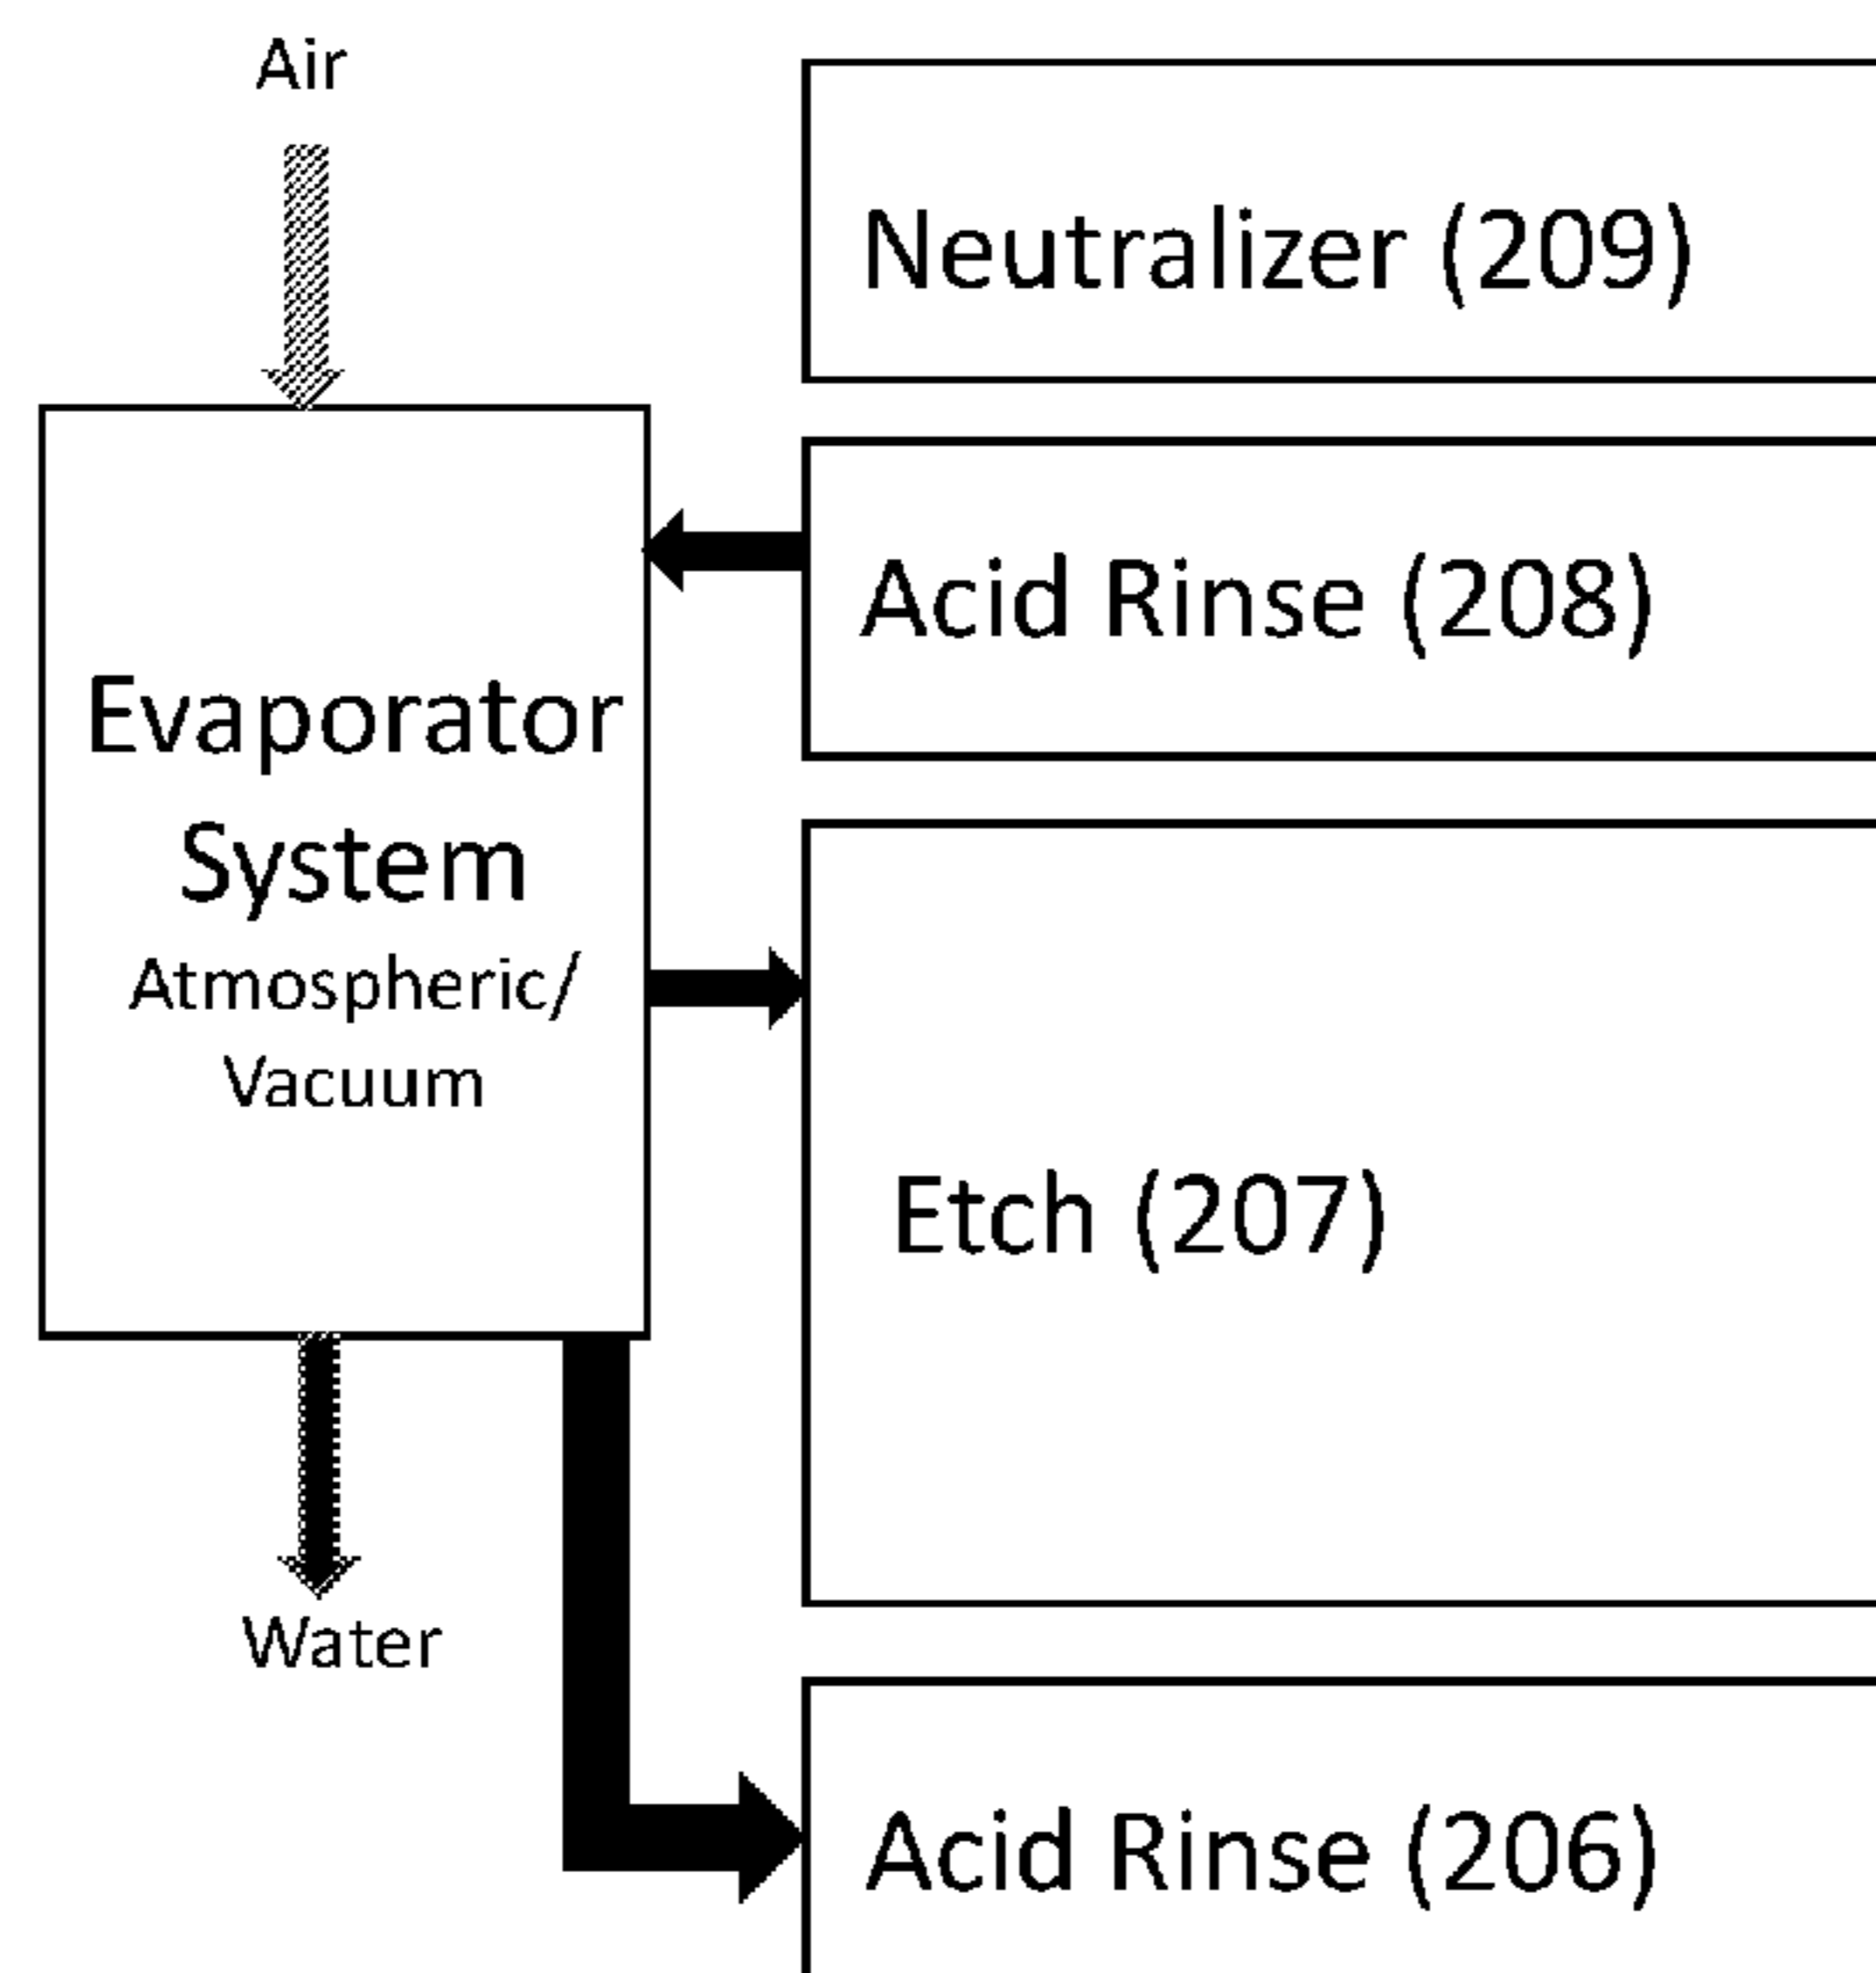 Air
Neutralizer (209)
Acid Rinse (208)
Evaporator
System
Atmospheric/
Vacuum
Etch (207)
Water
Acid Rinse (206)